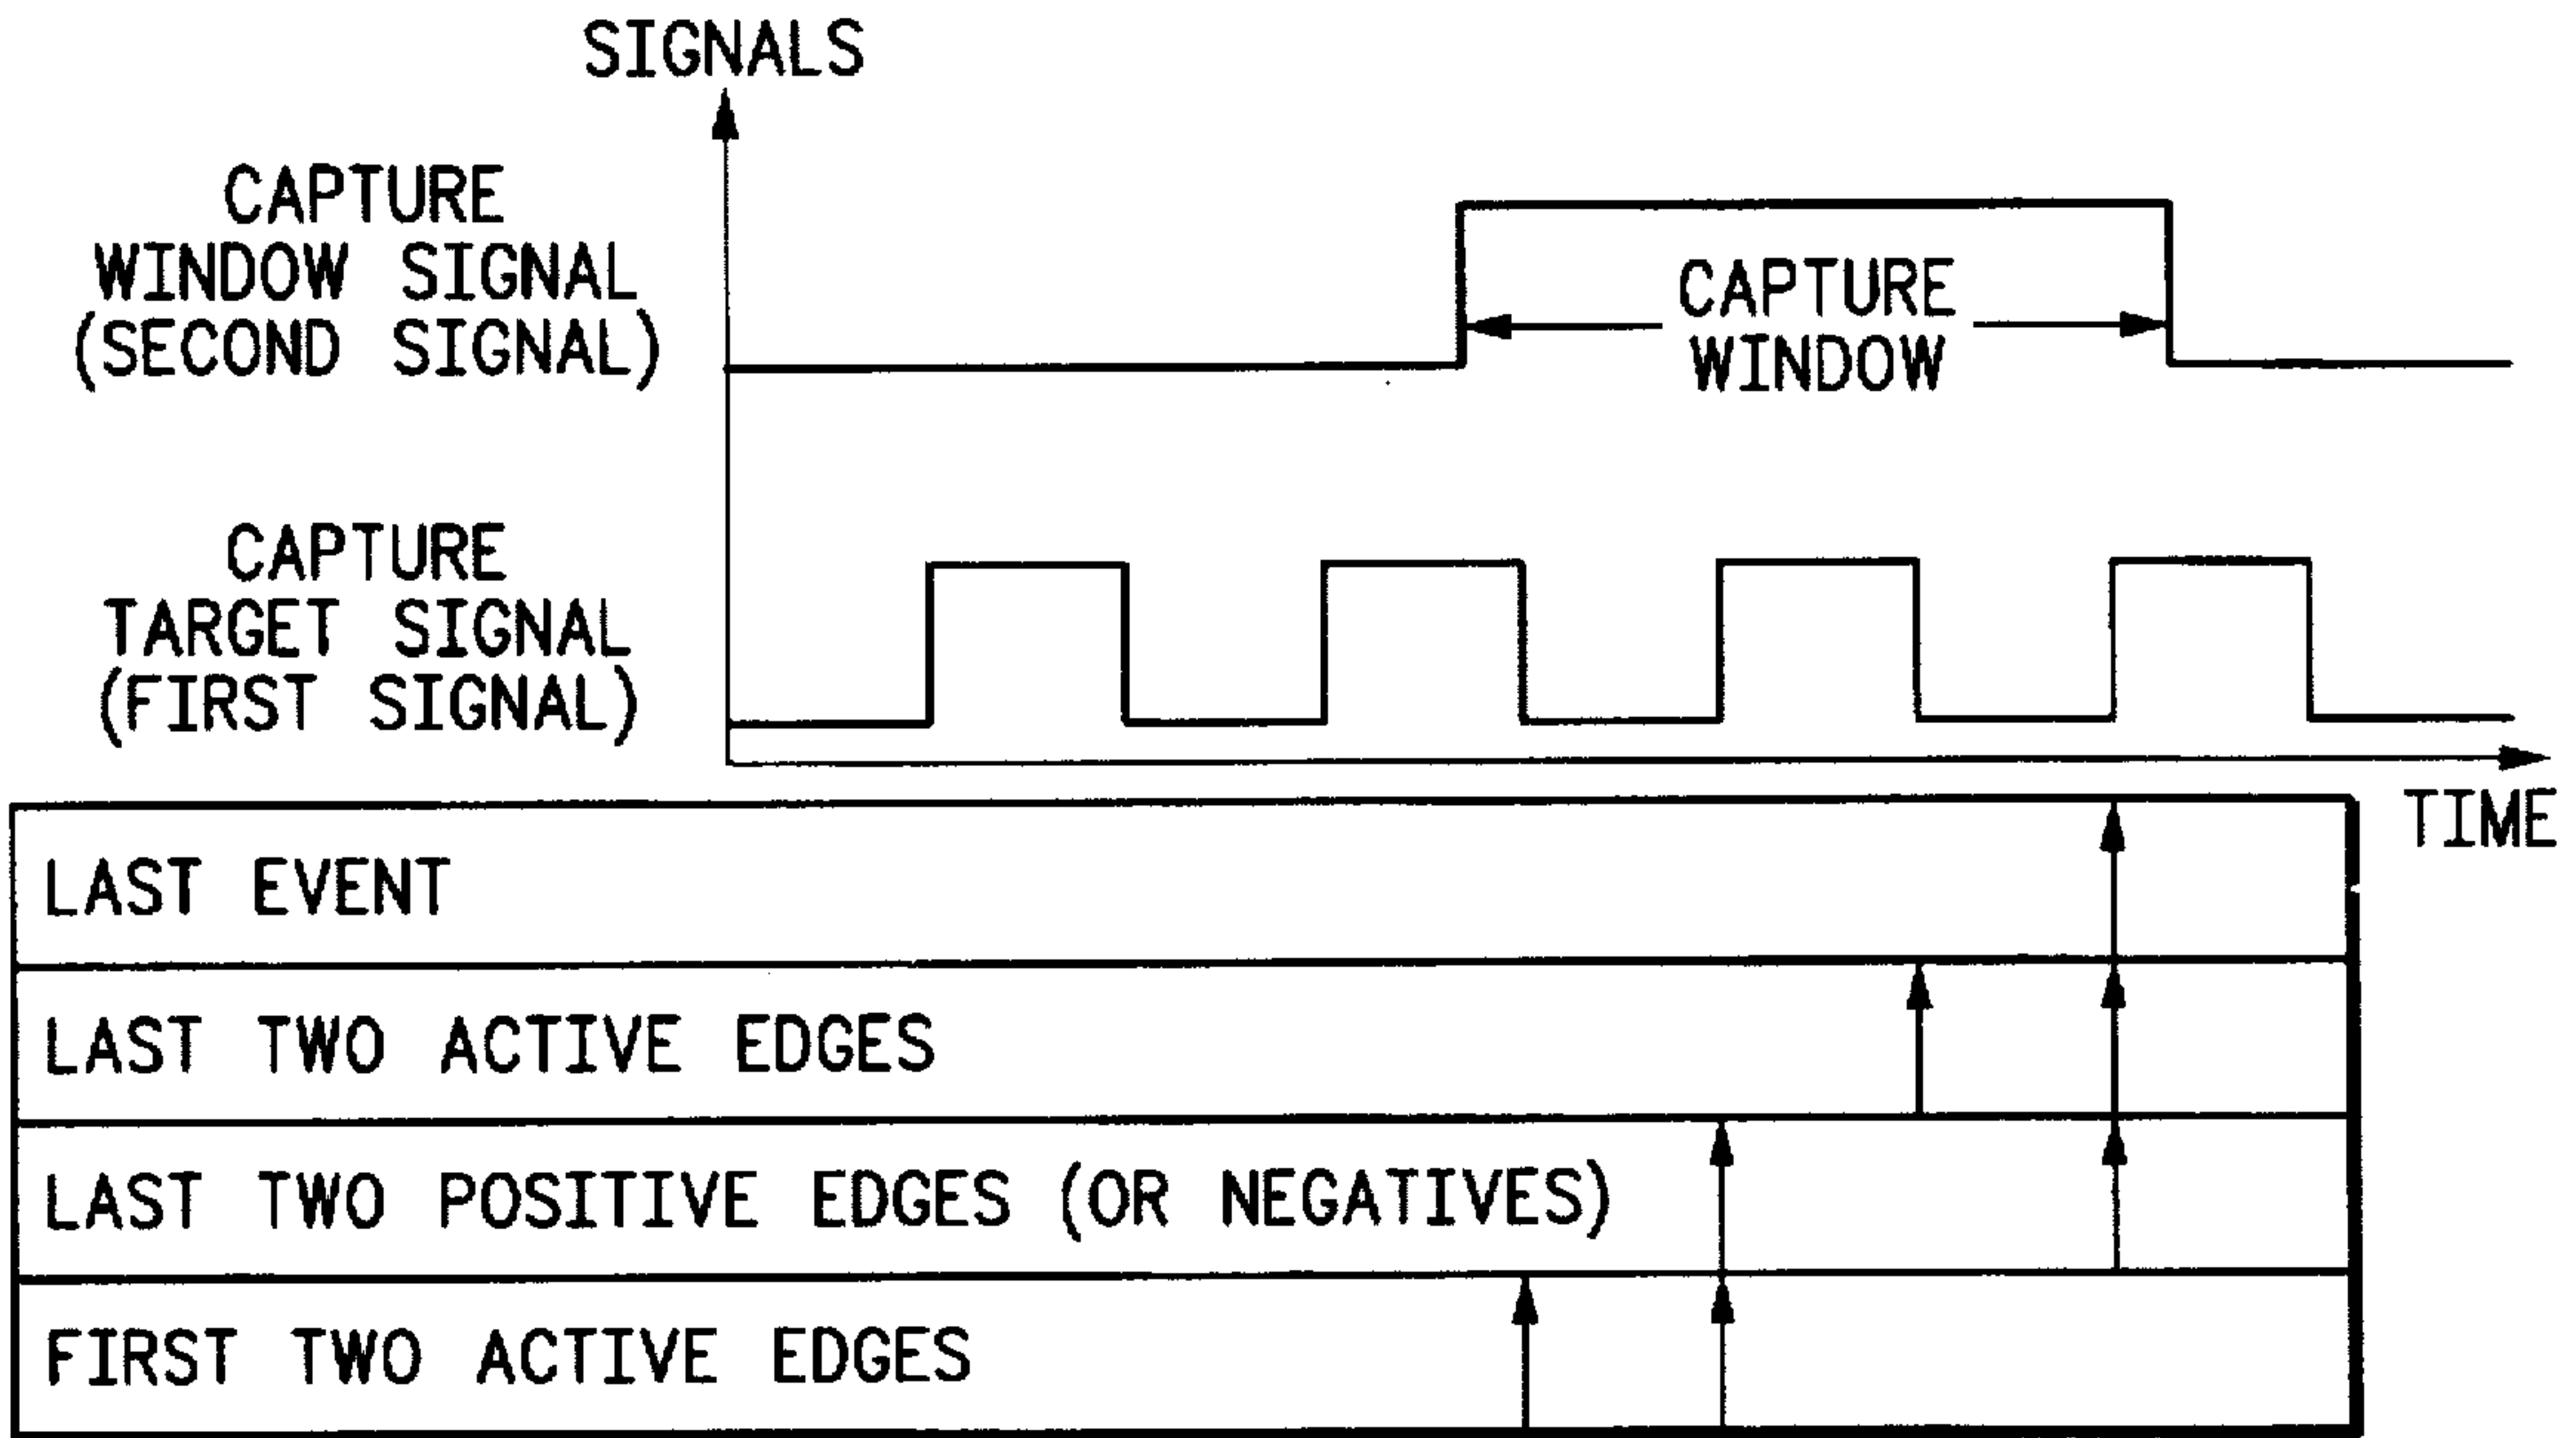 SIGNALS
CAPTURE
WINDOW SIGNAL
(SECOND SIGNAL)
CAPTURE
WINDOW
CAPTURE
TARGET SIGNAL
(FIRST SIGNAL)
TIME
LAST EVENT
LAST TWO ACTIVE EDGES
LAST TWO POSITIVE EDGES (OR NEGATIVES)
FIRST TWO ACTIVE EDGES